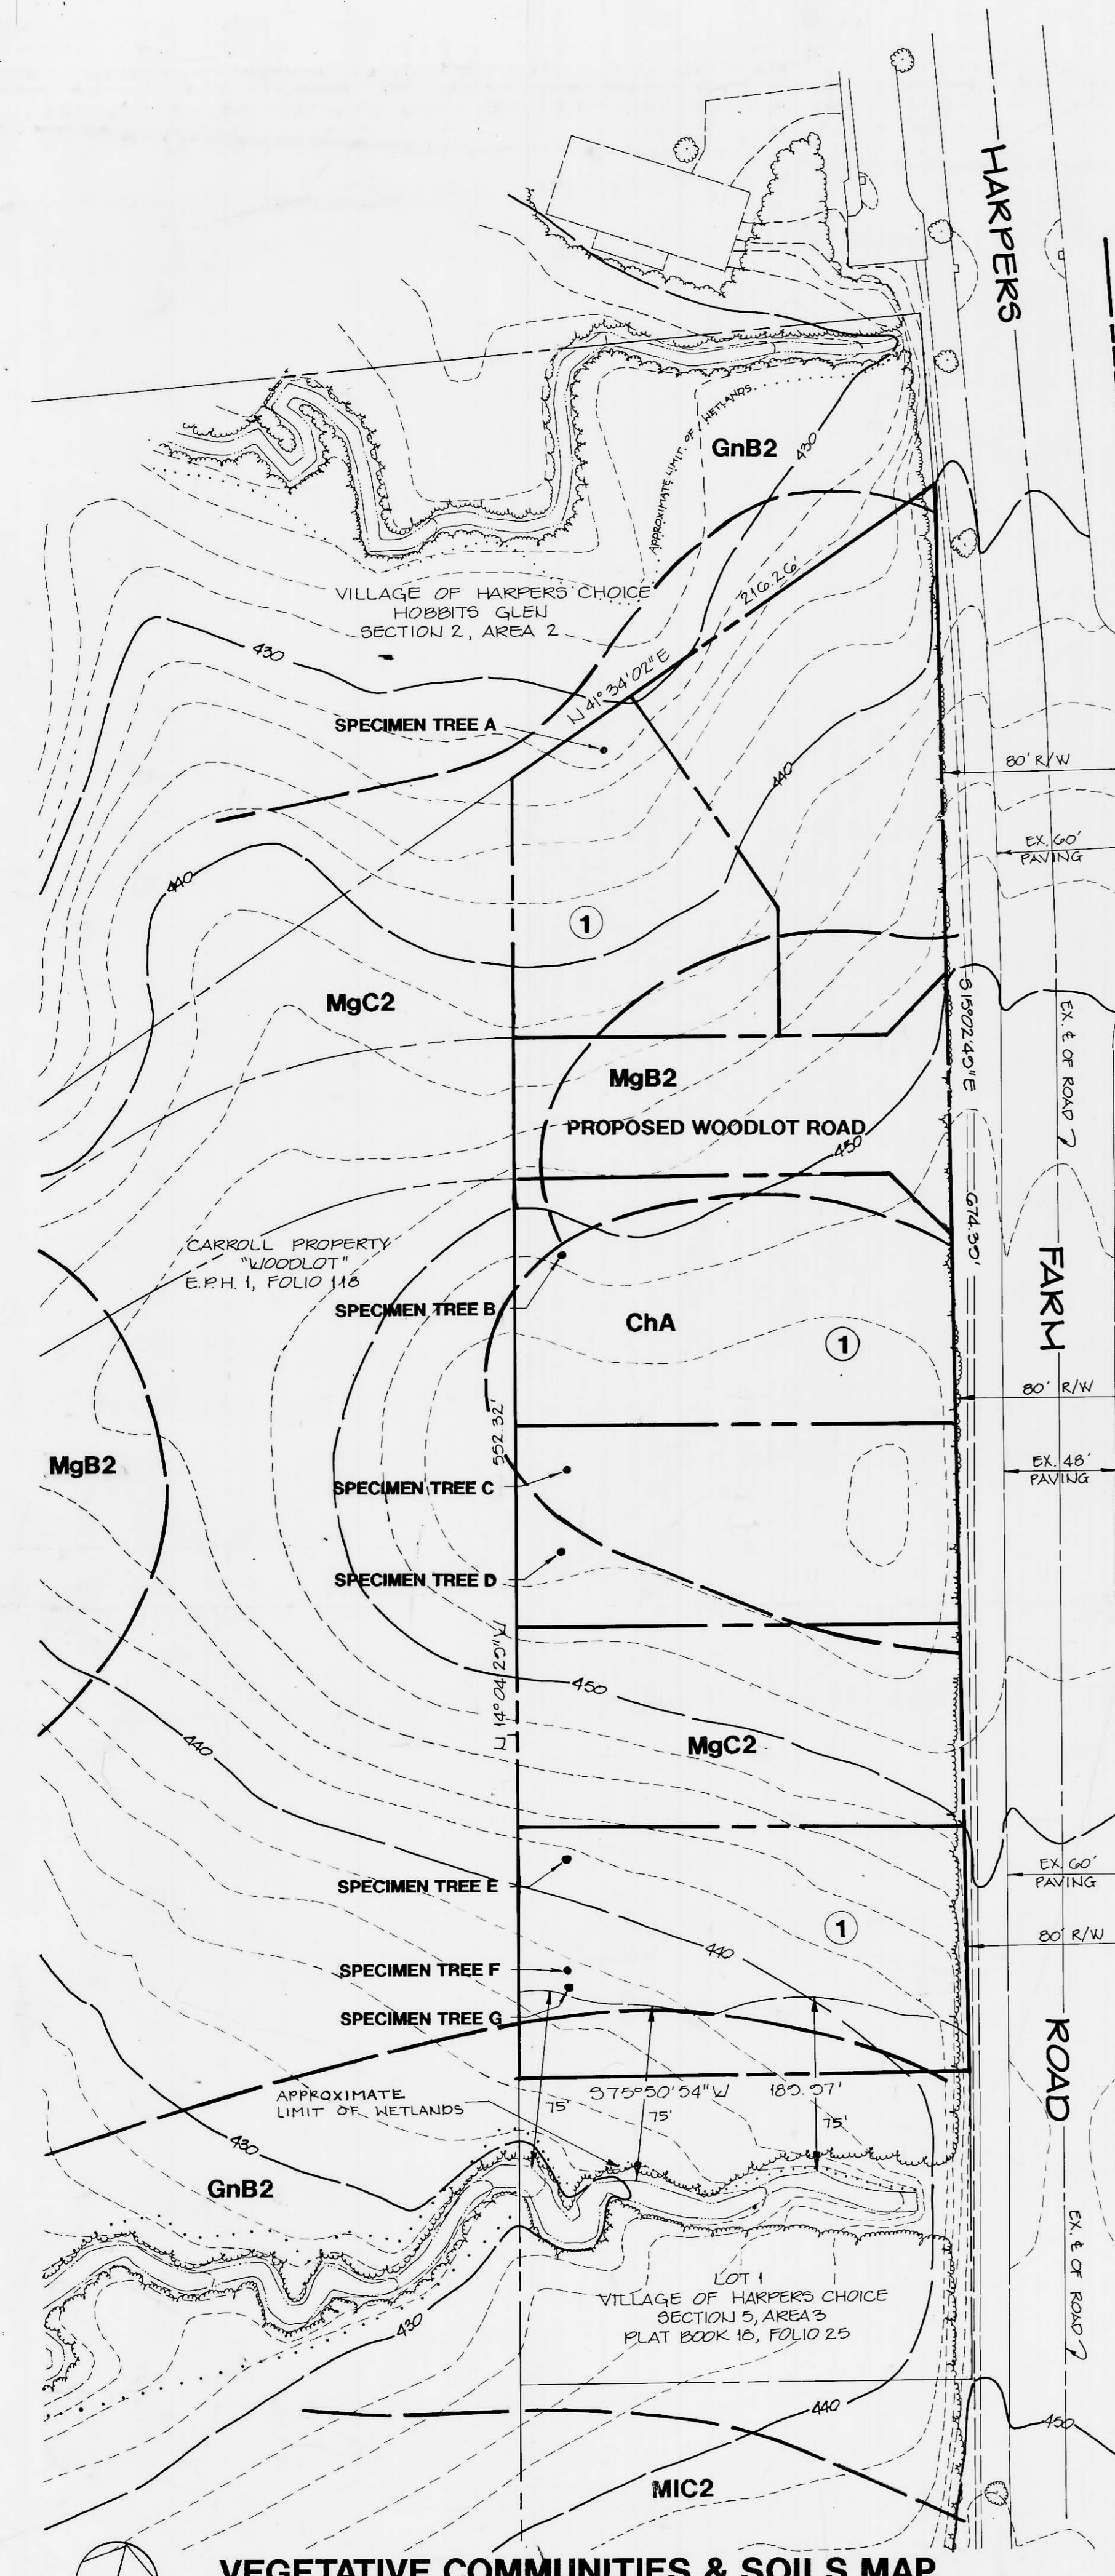 HARPERS
APPROXIMATE LIMIT OF WETLANDS
GnB2
430
216.26'
VILLAGE OF HARPERS CHOICE
HOBBITS GLEN
SECTION 2, AREA 2
430
N 41° 34' 02" E
SPECIMEN TREE A
80' R/W
440
EX. 60'
PAVING
440
1
MgC2
S 15° 02' 49" E
EX. ℄ OF ROAD
MgB2
PROPOSED WOODLOT ROAD
450
674.39'
CARROLL PROPERTY
"WOODLOT"
E.P.H. 1, FOLIO 118
FARM
SPECIMEN TREE B
ChA
1
80' R/W
552.32'
MgB2
EX. 48'
PAVING
SPECIMEN TREE C
SPECIMEN TREE D
N 14° 04' 29" W
450
440
MgC2
EX. 60'
PAVING
SPECIMEN TREE E
1
80' R/W
440
SPECIMEN TREE F
SPECIMEN TREE G
ROAD
S 75° 50' 54" W 189.97'
APPROXIMATE
LIMIT OF WETLANDS
75'
75'
75'
430
GnB2
EX. ℄ OF ROAD
LOT 1
VILLAGE OF HARPERS CHOICE
SECTION 5, AREA 3
PLAT BOOK 18, FOLIO 25
430
440
450
MlC2
VEGETATIVE COMMUNITIES & SOILS MAP